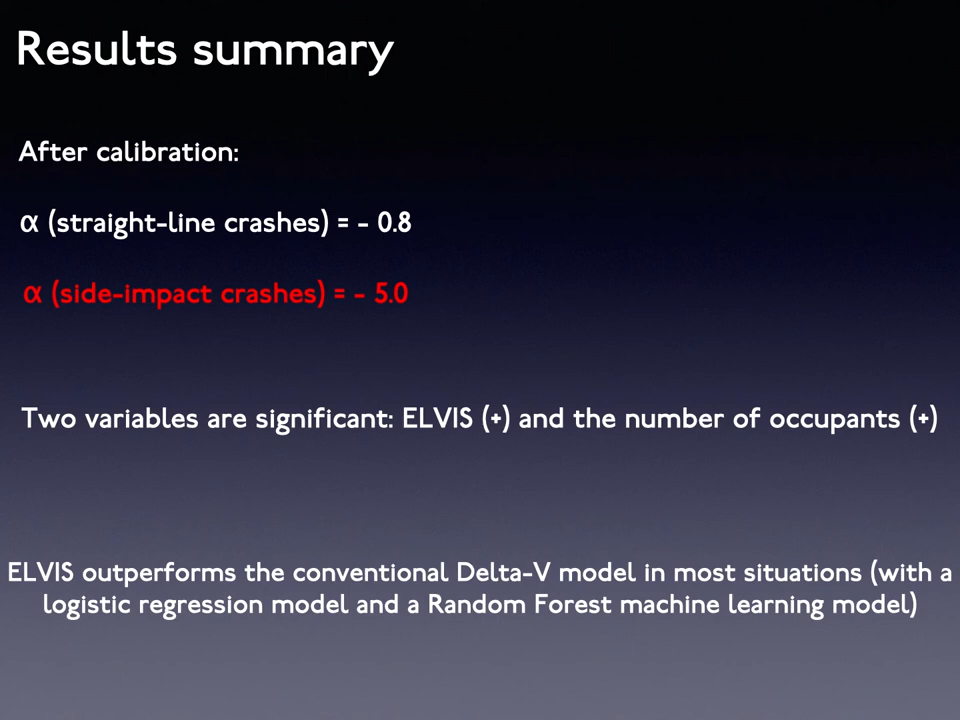 Results summary
After calibration:
α (straight-line crashes) = - 0.8
α (side-impact crashes) = - 5.0
Two variables are significant: ELVIS (+) and the number of occupants (+)
ELVIS outperforms the conventional Delta-V model in most situations (with a
logistic regression model and a Random Forest machine learning model)